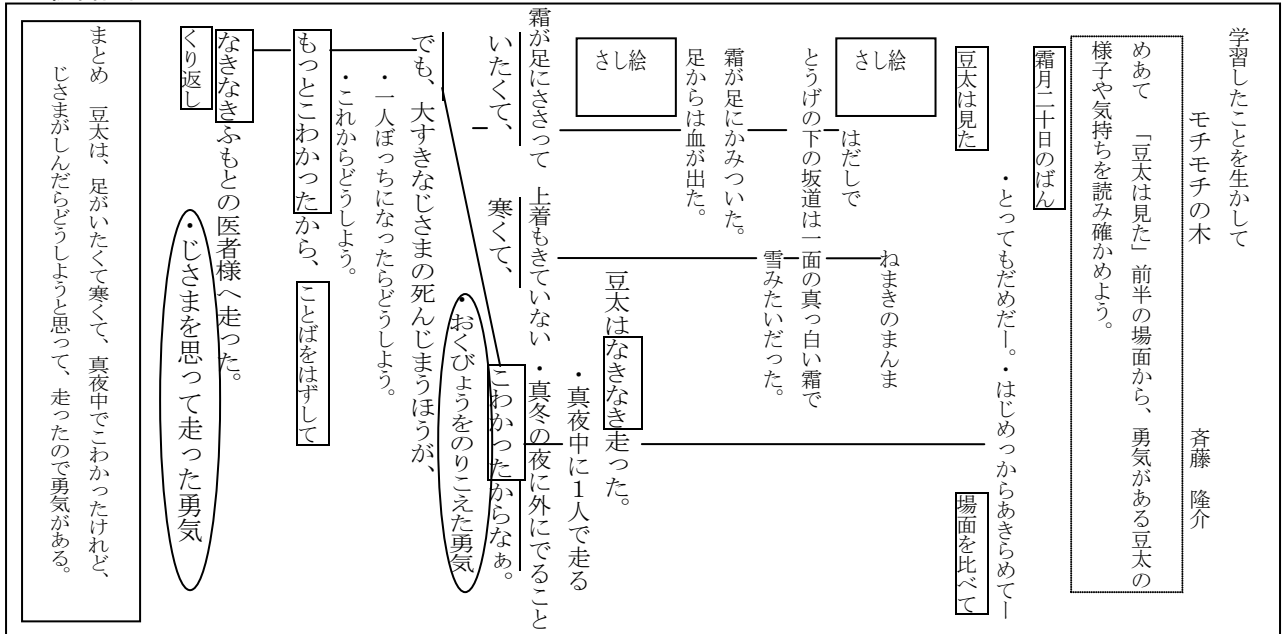 学習したことを生かして
モチモチの木
斉藤 隆介
めあて 「豆太は見た」前半の場面から、勇気がある豆太の
様子や気持ちを読み確かめよう。
霜月二十日のばん
・とってもだめだー。・はじめっからあきらめてー
豆太は見た
場面を比べて
さし絵
ねまきのまんま
はだしで
とうげの下の坂道は一面の真っ白い霜で
雪みたいだった。
霜が足にかみついた。
足からは血が出た。
さし絵
豆太はなきなき走った。
・真夜中に1人で走る
上着もきていない
・真冬の夜に外にでること
霜が足にささって
いたくて、
寒くて、
こわかったからなぁ。
・おくびょうをのりこえた勇気
でも、大すきなじさまの死んじまうほうが、
・一人ぼっちになったらどうしよう。
・これからどうしよう。
もっとこわかったから、
ことばをはずして
なきなきふもとの医者様へ走った。
くり返し
・じさまを思って走った勇気
まとめ 豆太は、足がいたくて寒くて、真夜中でこわかったけれど、
じさまがしんだらどうしようと思って、走ったので勇気がある。